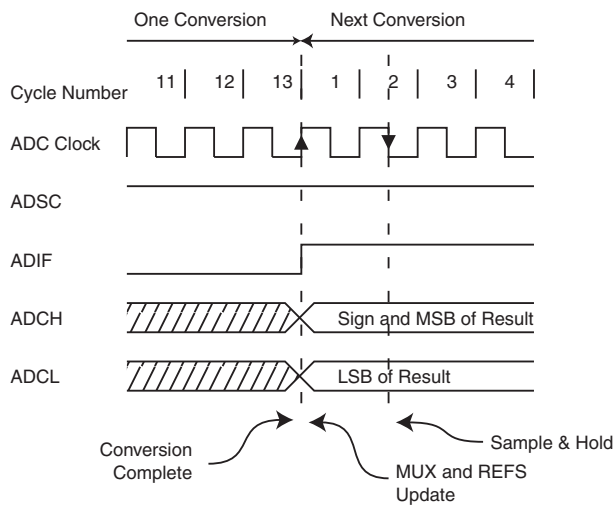 One Conversion Next Conversion
Cycle Number 11 12 13 1 2 3 4
ADC Clock
ADSC
ADIF
ADCH Sign and MSB of Result
ADCL LSB of Result
Conversion
Complete
MUX and REFS
Update
Sample & Hold